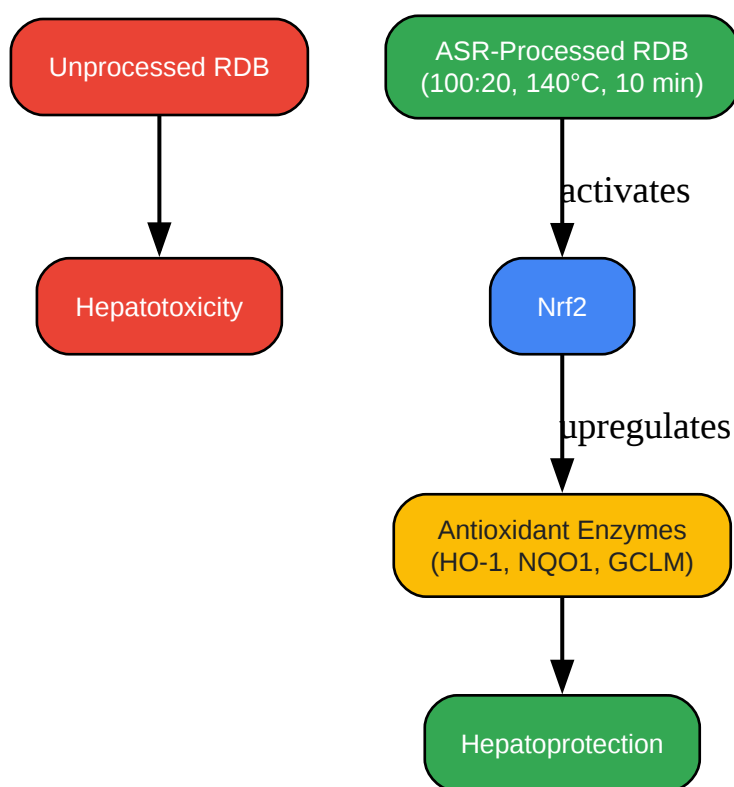 Unprocessed RDB
Hepatotoxicity
ASR-Processed RDB
(100:20, 140°C, 10 min)
activates
Nrf2
upregulates
Antioxidant Enzymes
(HO-1, NQO1, GCLM)
Hepatoprotection